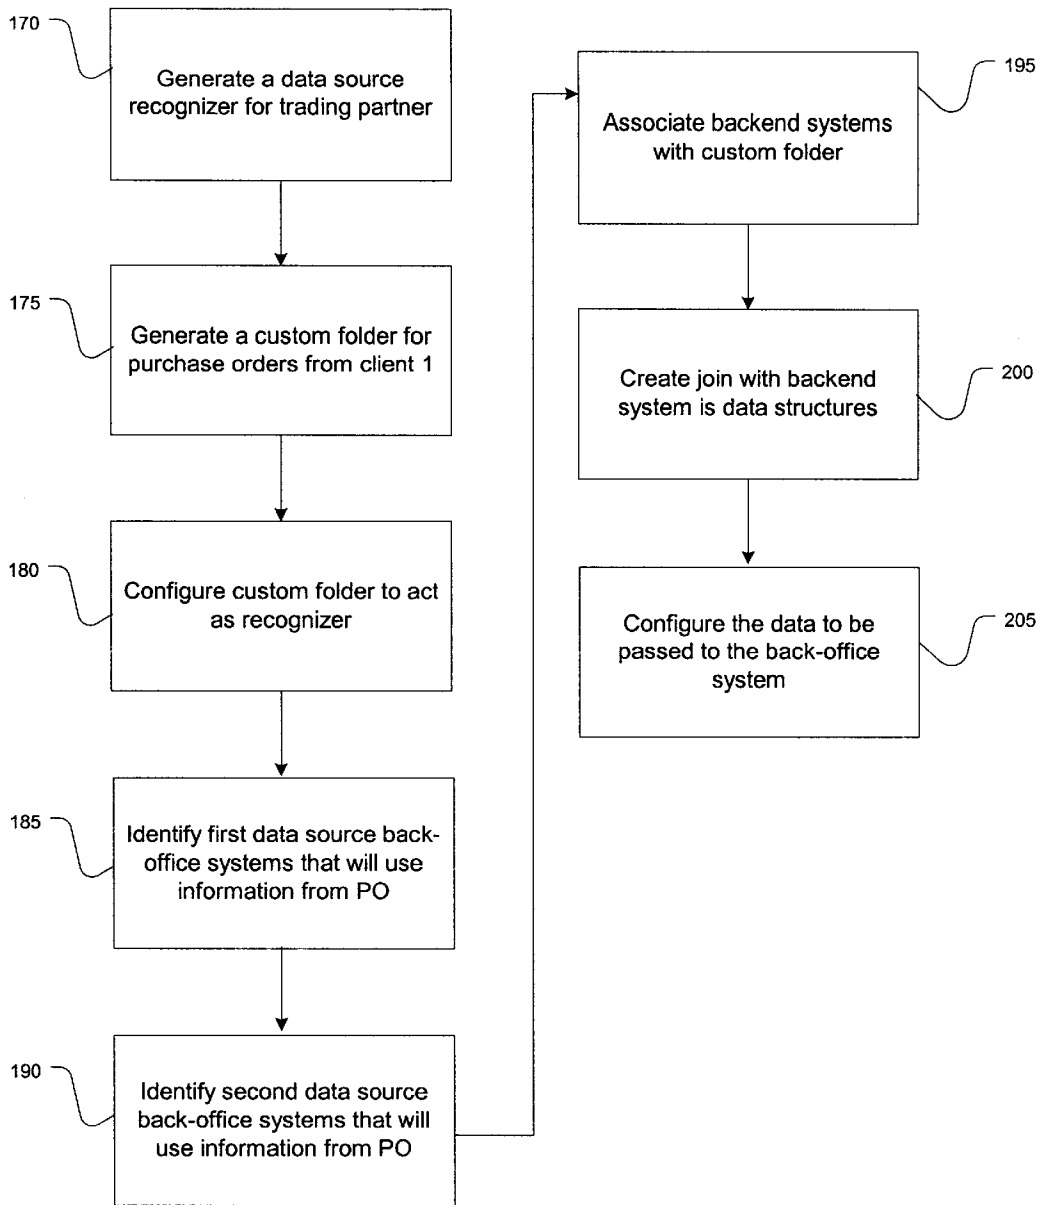 170
Generate a data source
recognizer for trading partner
175
Generate a custom folder for
purchase orders from client 1
180
Configure custom folder to act
as recognizer
185
Identify first data source back-
office systems that will use
information from PO
190
Identify second data source
back-office systems that will
use information from PO
195
Associate backend systems
with custom folder
200
Create join with backend
system is data structures
205
Configure the data to be
passed to the back-office
system